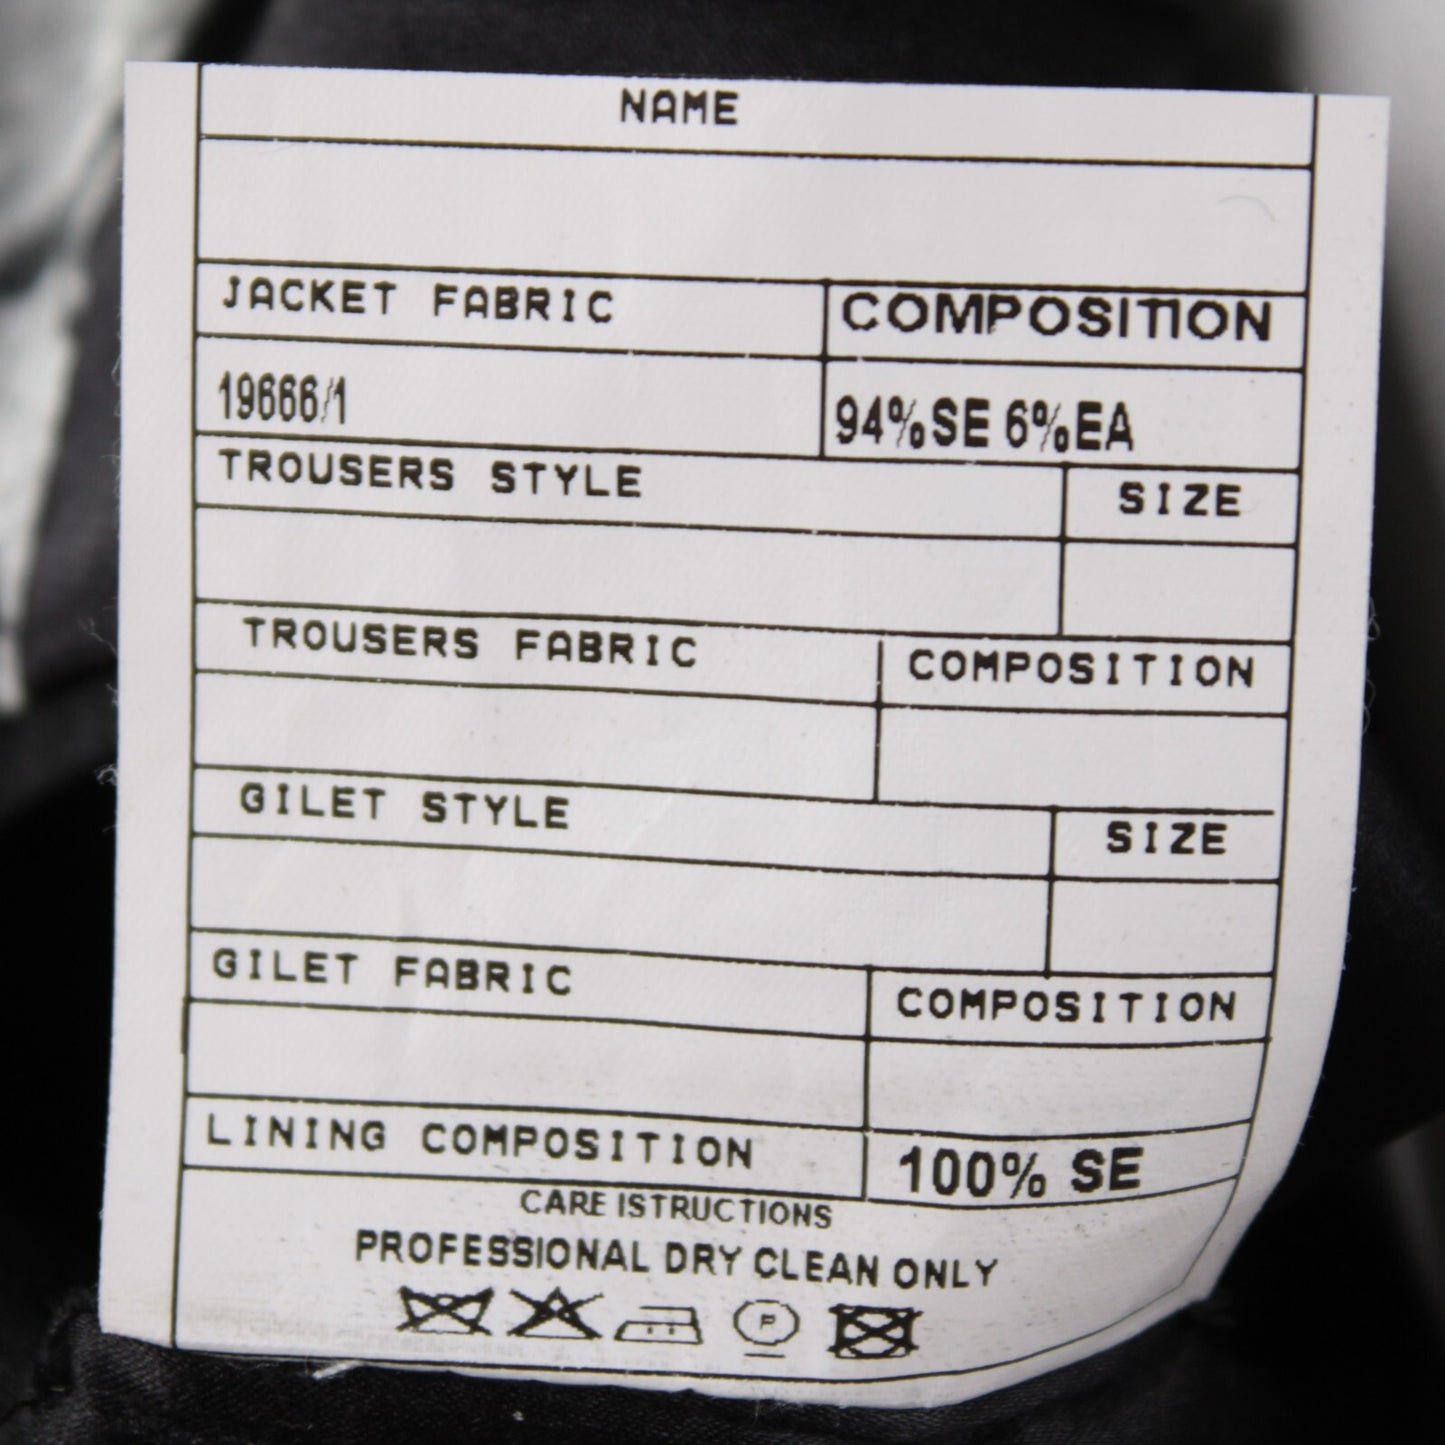 NAME
JACKET FABRIC COMPOSITION
19666/1 94%SE 6%EA
TROUSERS STYLE SIZE
TROUSERS FABRIC COMPOSITION
GILET STYLE SIZE
GILET FABRIC COMPOSITION
LINING COMPOSITION 100% SE
CARE ISTRUCTIONS
PROFESSIONAL DRY CLEAN ONLY
P